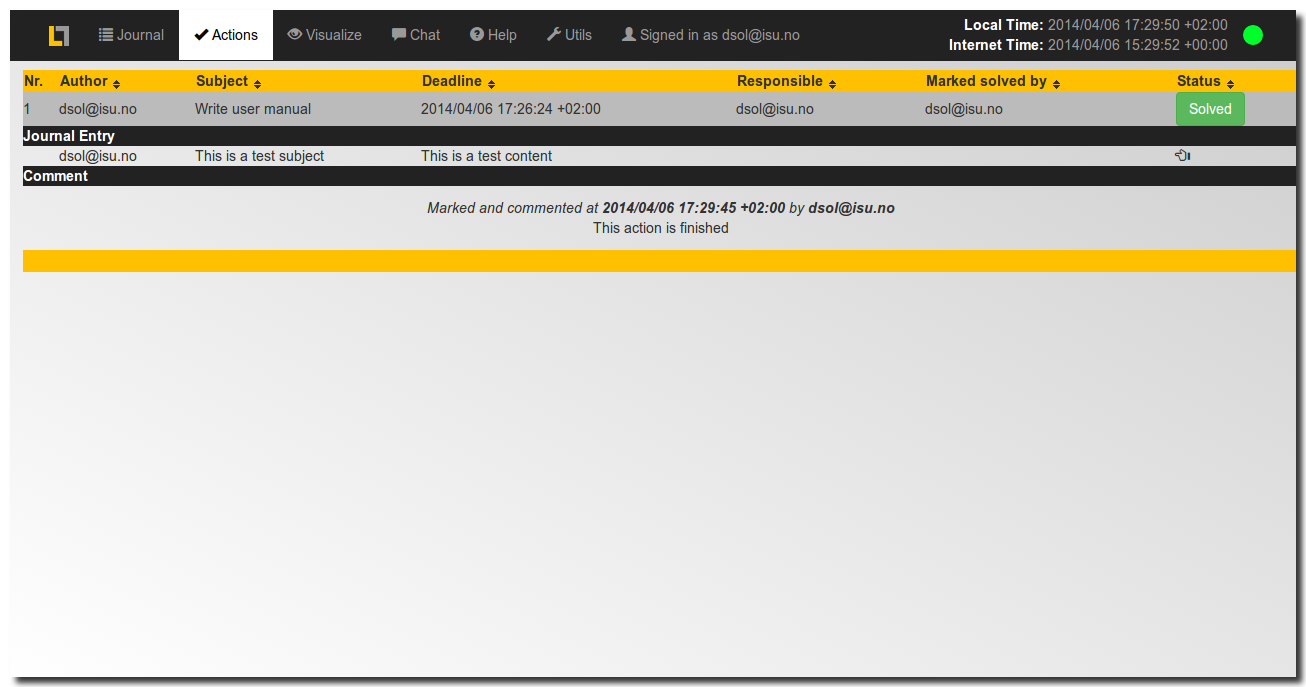 Journal Actions Visualize Chat Help Utils Signed in as dsol@isu.no
Local Time: 2014/04/06 17:29:50 +02:00
Internet Time: 2014/04/06 15:29:52 +00:00
Nr. Author Subject Deadline Responsible Marked solved by Status
1 dsol@isu.no Write user manual 2014/04/06 17:26:24 +02:00 dsol@isu.no dsol@isu.no Solved
Journal Entry
dsol@isu.no This is a test subject This is a test content
Comment
Marked and commented at 2014/04/06 17:29:45 +02:00 by dsol@isu.no
This action is finished